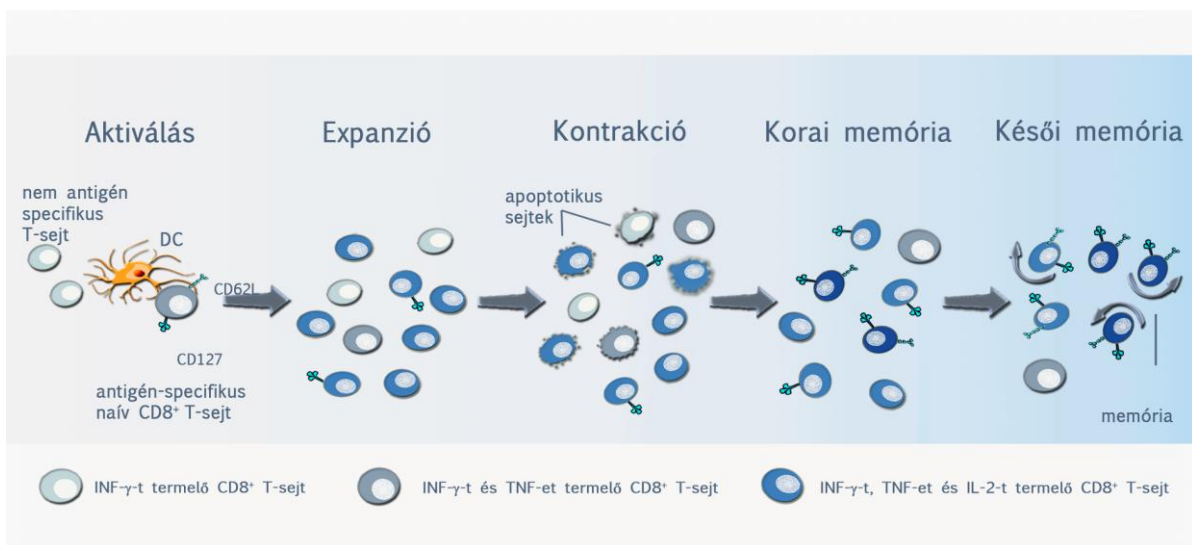 Aktiválás
Expanzió
Kontrakció
Korai memória
Késői memória
nem antigén
specifikus
T-sejt
DC
CD62L
CD127
antigén-specifikus
naív CD8⁺ T-sejt
apoptotikus
sejtek
memória
INF-γ-t termelő CD8⁺ T-sejt
INF-γ-t és TNF-et termelő CD8⁺ T-sejt
INF-γ-t, TNF-et és IL-2-t termelő CD8⁺ T-sejt